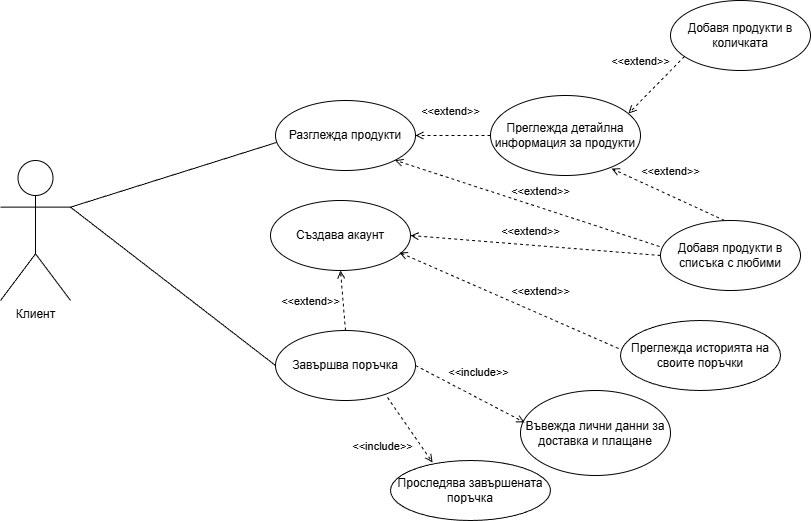 Добавя продукти в
количката
<<extend>>
<<extend>>
Разглежда продукти
Преглежда детайлна
информация за продукти
<<extend>>
<<extend>>
Създава акаунт
<<extend>>
Добавя продукти в
списъка с любими
<<extend>>
<<extend>>
Клиент
Преглежда историята на
своите поръчки
Завършва поръчка
<<include>>
Въвежда лични данни за
доставка и плащане
<<include>>
Проследява завършената
поръчка